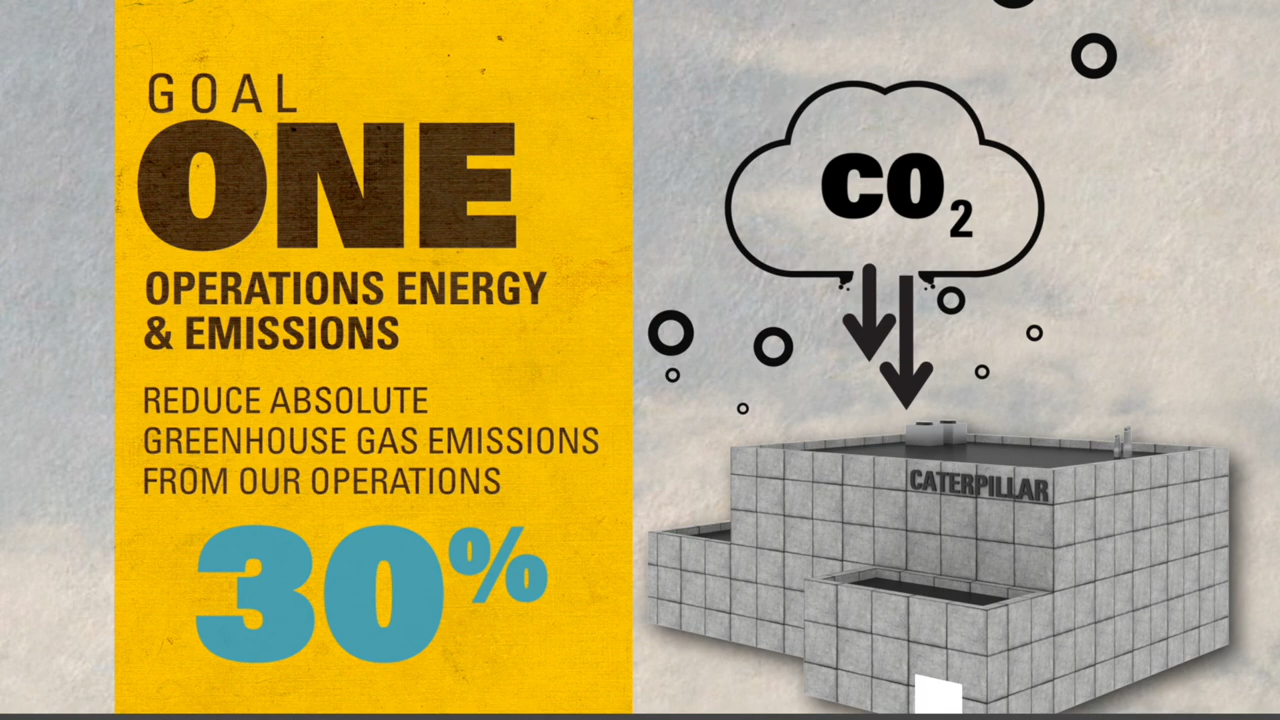 GOAL
ONE
OPERATIONS ENERGY
& EMISSIONS
REDUCE ABSOLUTE
GREENHOUSE GAS EMISSIONS
FROM OUR OPERATIONS
30%
CO₂
CATERPILLAR